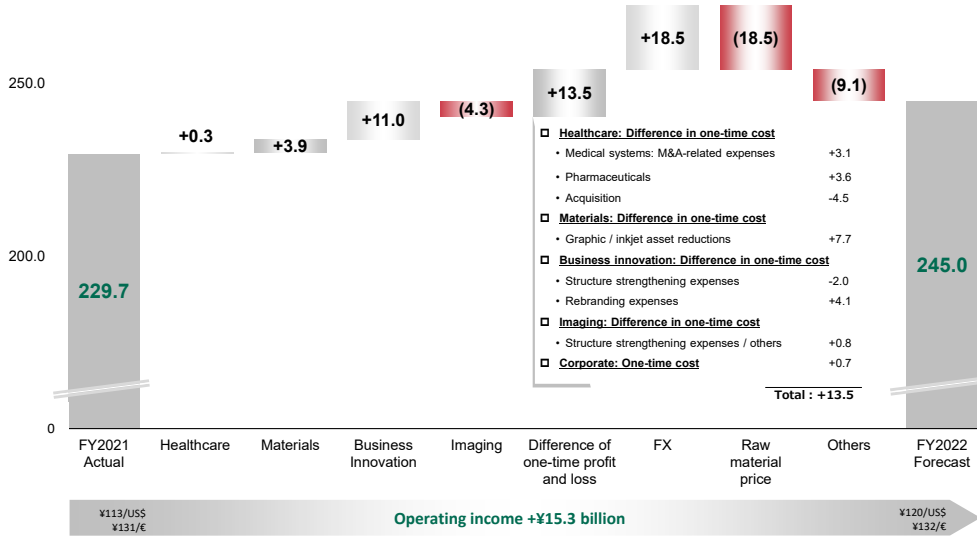 +18.5
(18.5)
250.0
+13.5
(9.1)
+0.3
+3.9
+11.0
(4.3)
Healthcare: Difference in one-time cost
• Medical systems: M&A-related expenses +3.1
• Pharmaceuticals +3.6
• Acquisition -4.5
Materials: Difference in one-time cost
• Graphic / inkjet asset reductions +7.7
Business innovation: Difference in one-time cost
• Structure strengthening expenses -2.0
• Rebranding expenses +4.1
Imaging: Difference in one-time cost
• Structure strengthening expenses / others +0.8
Corporate: One-time cost +0.7
Total : +13.5
200.0
229.7
245.0
0
FY2021
Actual
Healthcare
Materials
Business
Innovation
Imaging
Difference of
one-time profit
and loss
FX
Raw
material
price
Others
FY2022
Forecast
¥113/US$
¥131/€
Operating income +¥15.3 billion
¥120/US$
¥132/€